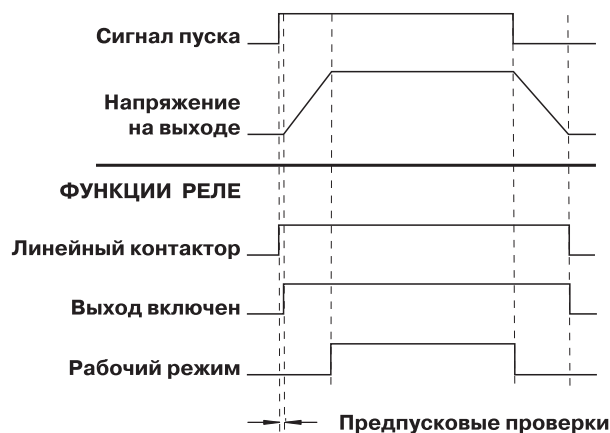 Сигнал пуска
Напряжение
на выходе
ФУНКЦИИ РЕЛЕ
Линейный контактор
Выход включен
Рабочий режим
Предпусковые проверки